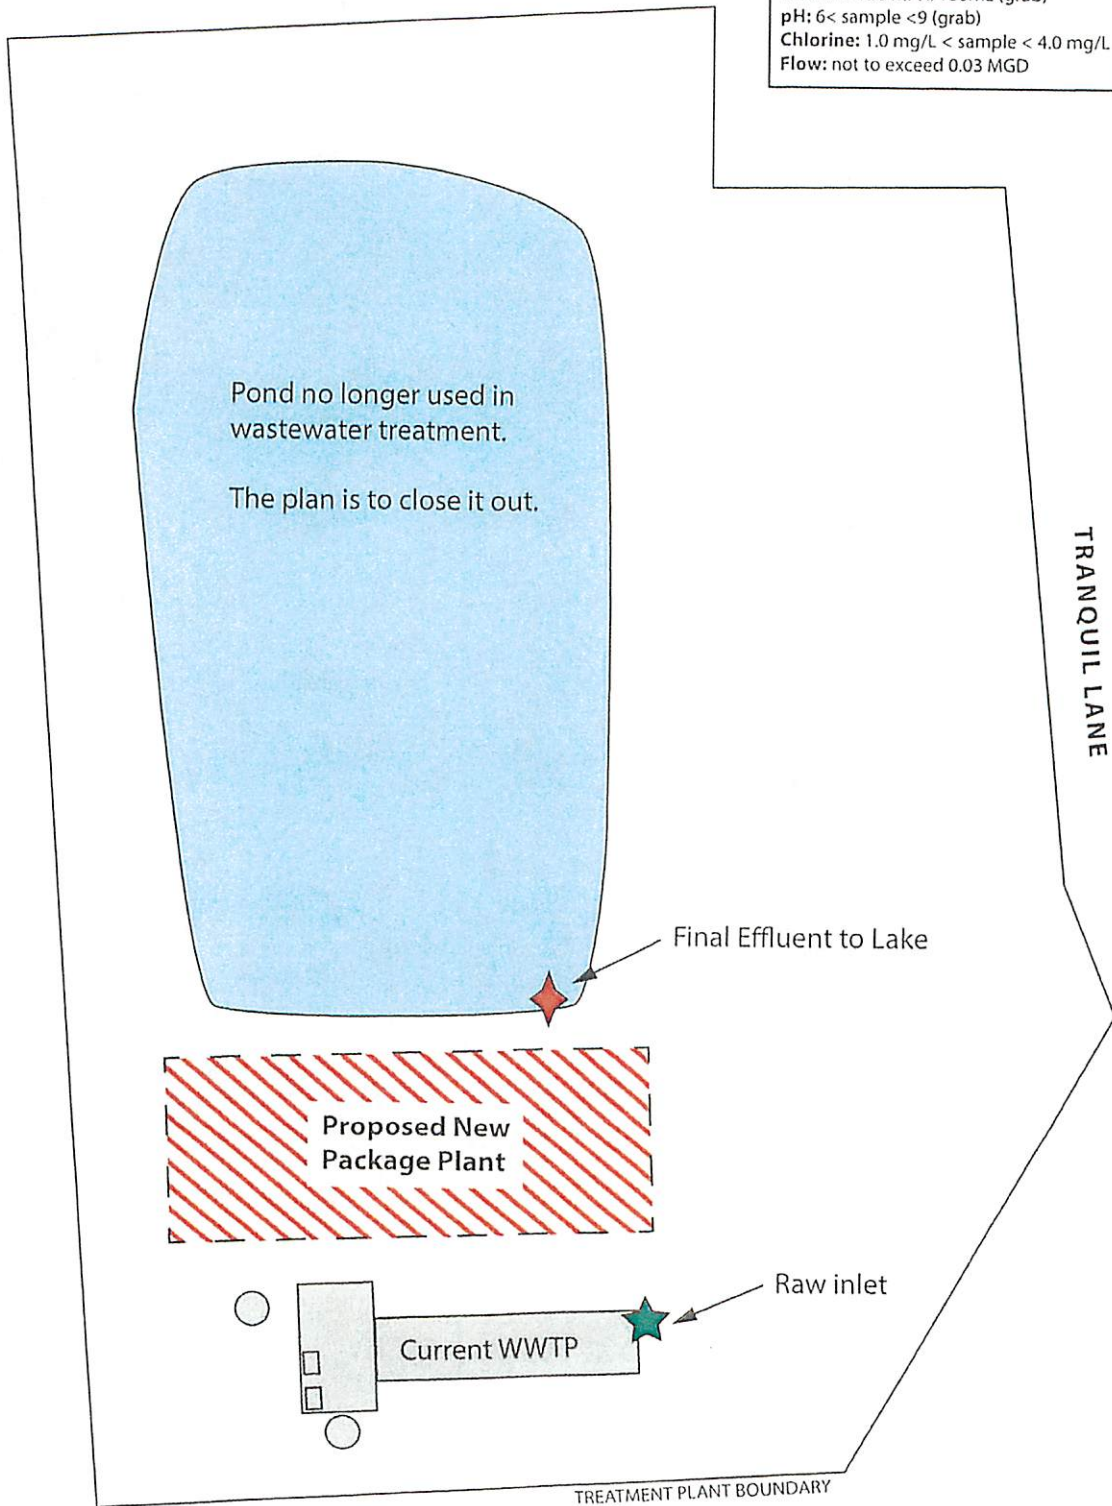 pH: 6< sample <9 (grab)
Chlorine: 1.0 mg/L < sample < 4.0 mg/L
Flow: not to exceed 0.03 MGD
Pond no longer used in
wastewater treatment.
The plan is to close it out.
TRANQUIL LANE
Final Effluent to Lake
Proposed New
Package Plant
Raw inlet
Current WWTP
TREATMENT PLANT BOUNDARY